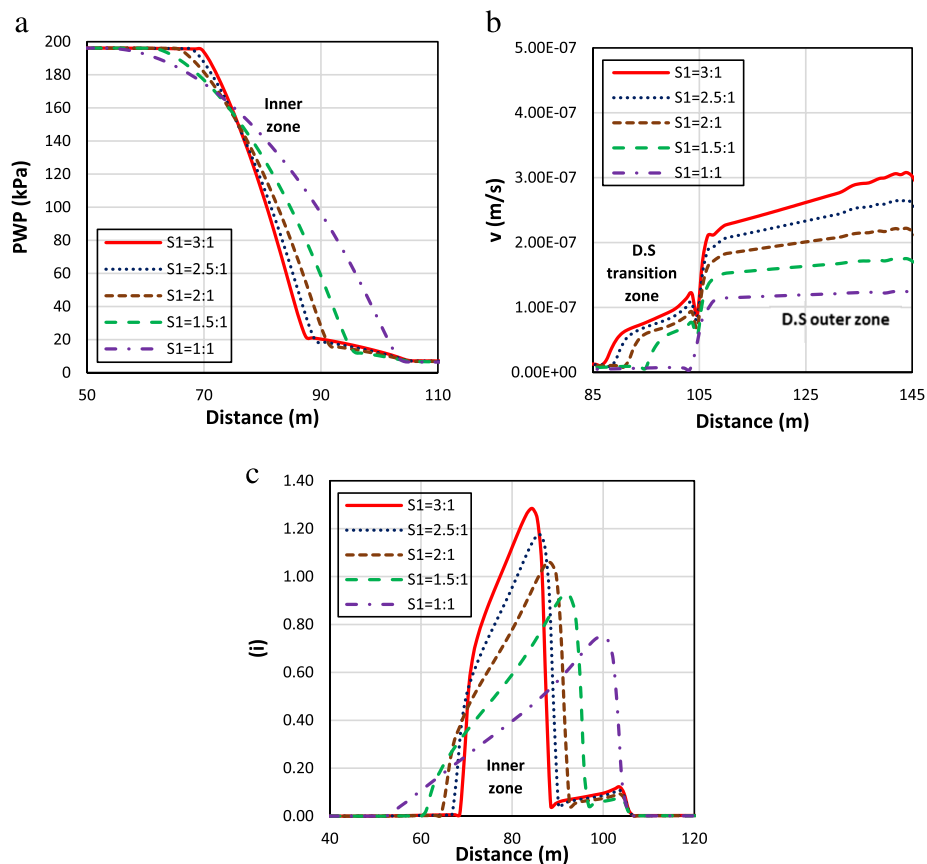 a
200
180
160
140
120
100
80
60
40
20
0
PWP (kPa)
Inner
zone
S1=3:1
S1=2.5:1
S1=2:1
S1=1.5:1
S1=1:1
50
70
90
110
Distance (m)
b
5.00E-07
4.00E-07
3.00E-07
2.00E-07
1.00E-07
0.00E+00
v (m/s)
S1=3:1
S1=2.5:1
S1=2:1
S1=1.5:1
S1=1:1
D.S
transition
zone
D.S outer zone
85
105
125
145
Distance (m)
c
1.40
1.20
1.00
0.80
0.60
0.40
0.20
0.00
(i)
S1=3:1
S1=2.5:1
S1=2:1
S1=1.5:1
S1=1:1
Inner
zone
40
60
80
100
120
Distance (m)